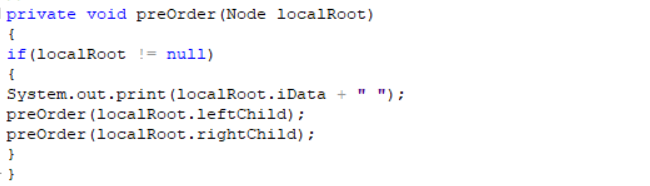 private void preOrder(Node localRoot)
{
if(localRoot != null)
{
System.out.print(localRoot.iData + " ");
preOrder(localRoot.leftChild);
preOrder(localRoot.rightChild);
}
}